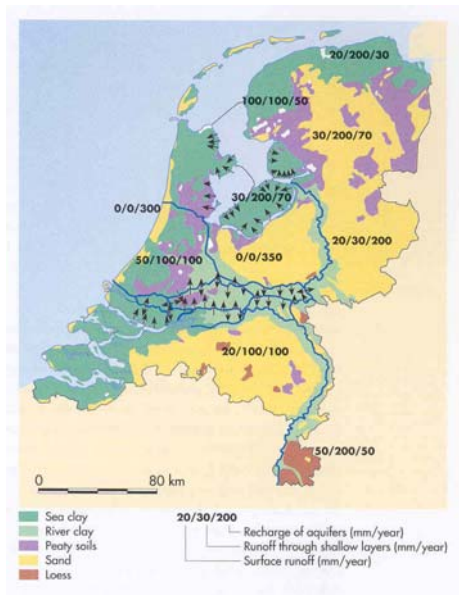 20/200/30
100/100/50
30/200/70
30/200/70
0/0/300
20/30/200
50/100/100
0/0/350
20/100/100
50/200/50
0 80 km
Sea clay
River clay
Peaty soils
Sand
Loess
20/30/200
Recharge of aquifers (mm/year)
Runoff through shallow layers (mm/year)
Surface runoff (mm/year)